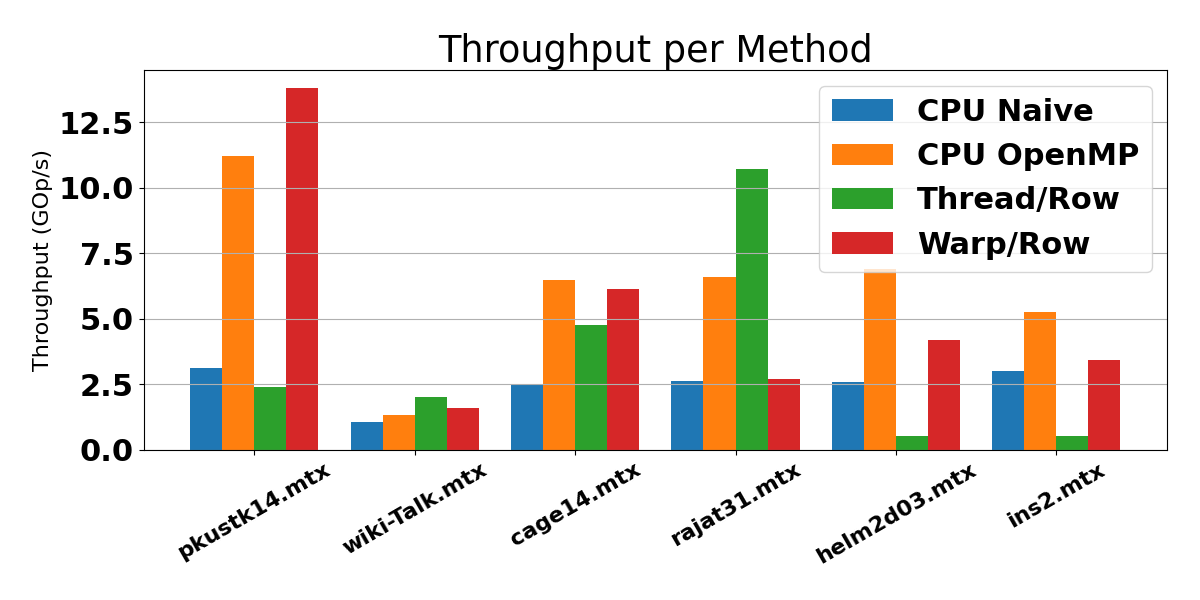 Throughput per Method
Throughput (GOp/s)
12.5
10.0
7.5
5.0
2.5
0.0
CPU Naive
CPU OpenMP
Thread/Row
Warp/Row
pkustk14.mtx
wiki-Talk.mtx
cage14.mtx
rajat31.mtx
helm2d03.mtx
ins2.mtx